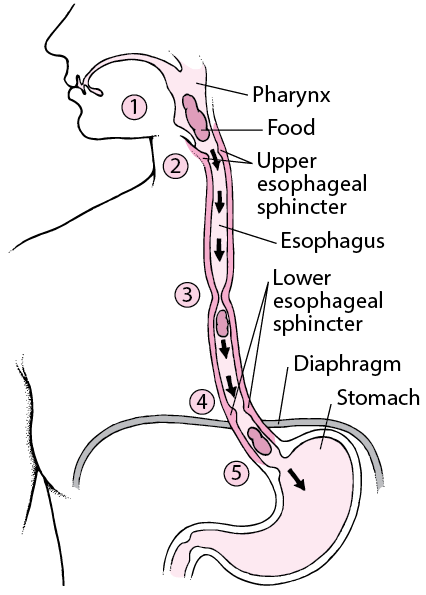 Pharynx
1
Food
Upper
esophageal
sphincter
2
Esophagus
Lower
esophageal
sphincter
3
Diaphragm
Stomach
4
5